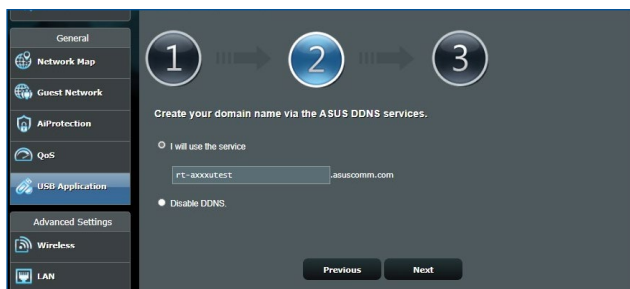 General
Network Map
Guest Network
AiProtection
QoS
USB Application
Advanced Settings
Wireless
LAN
1
2
3
Create your domain name via the ASUS DDNS services.
I will use the service
rt-axxxutest .asuscomm.com
Disable DDNS.
Previous Next